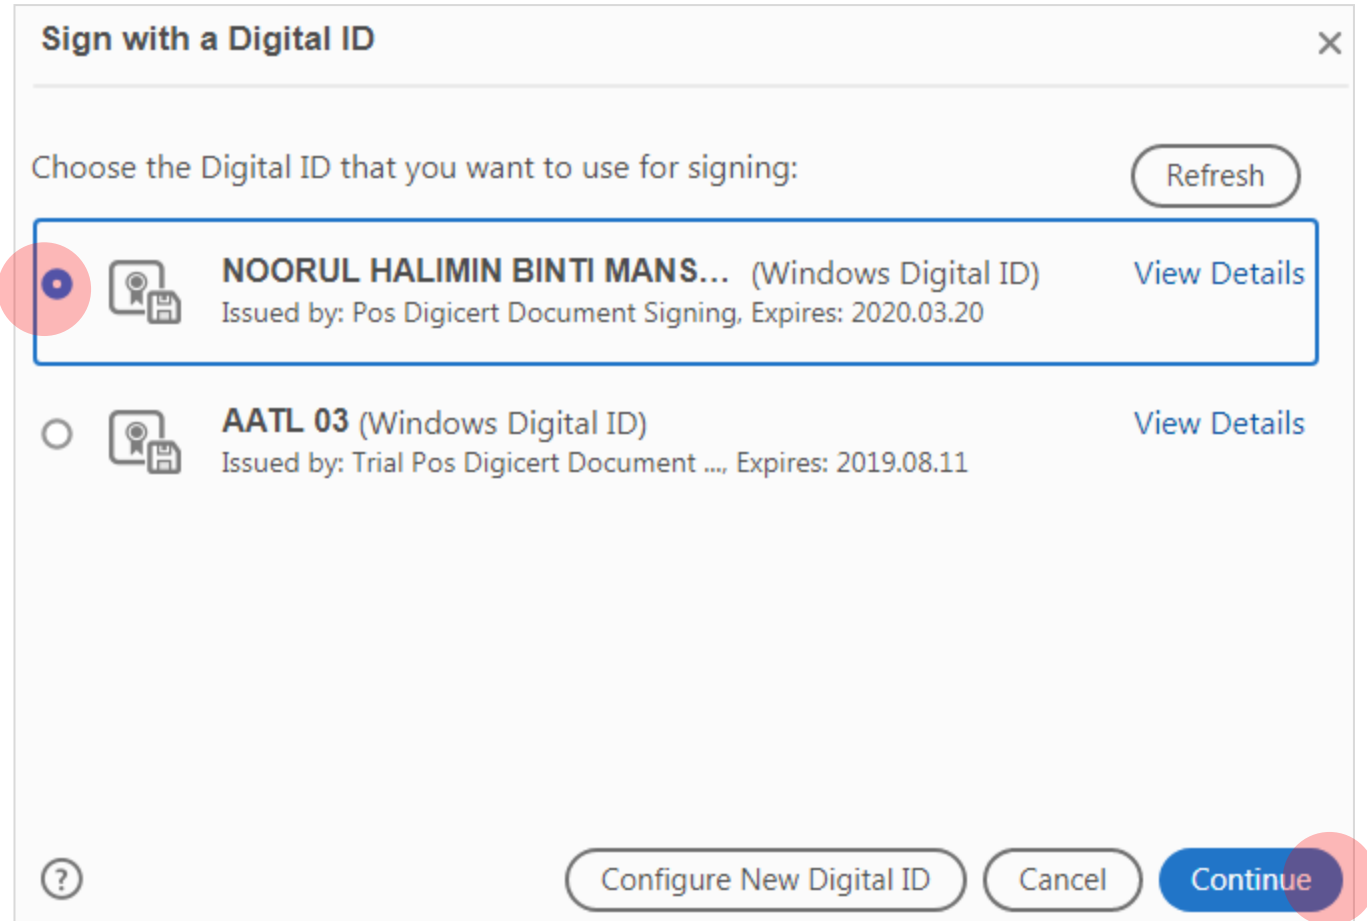 Sign with a Digital ID
Choose the Digital ID that you want to use for signing:
Refresh
NOORUL HALIMIN BINTI MANS... (Windows Digital ID)
View Details
Issued by: Pos Digicert Document Signing, Expires: 2020.03.20
AATL 03 (Windows Digital ID)
View Details
Issued by: Trial Pos Digicert Document ..., Expires: 2019.08.11
?
Configure New Digital ID
Cancel
Continue